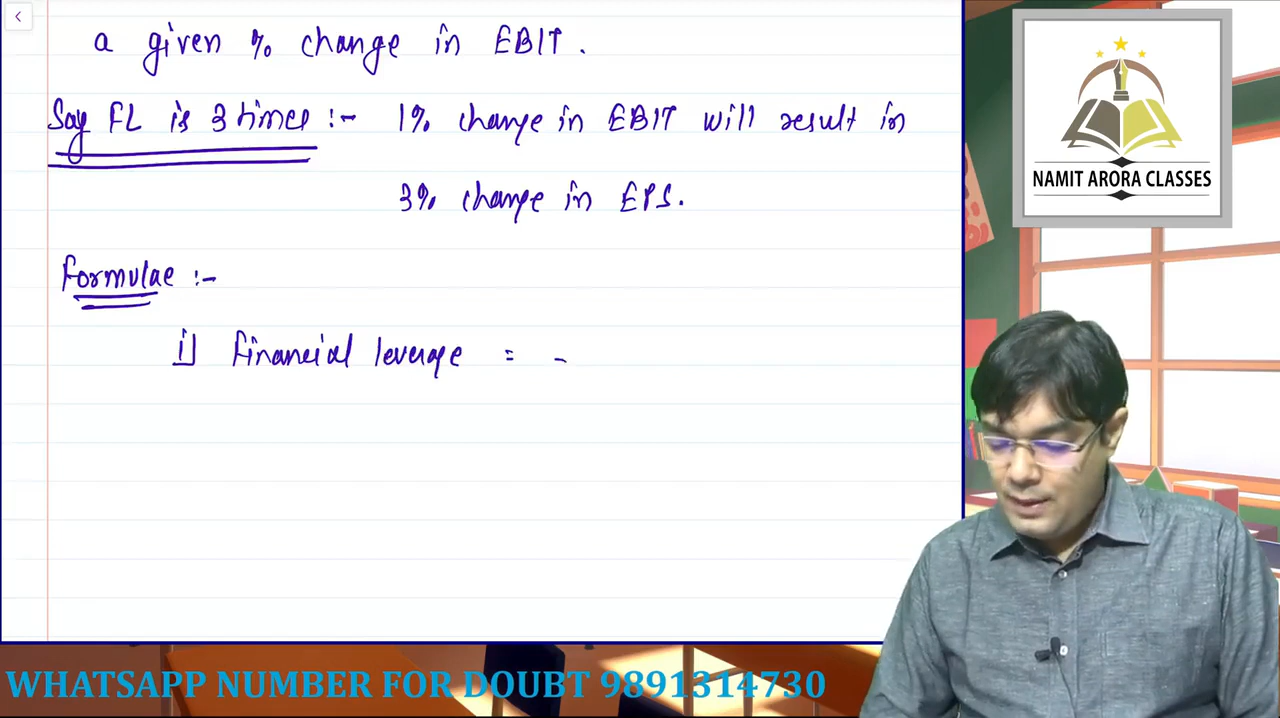 a given % change in EBIT.
Say FL is 3 times :- 1% change in EBIT will result in
3% change in EPS.
Formulae :-
i] Financial leverage = -
NAMIT ARORA CLASSES
WHATSAPP NUMBER FOR DOUBT 9891314730